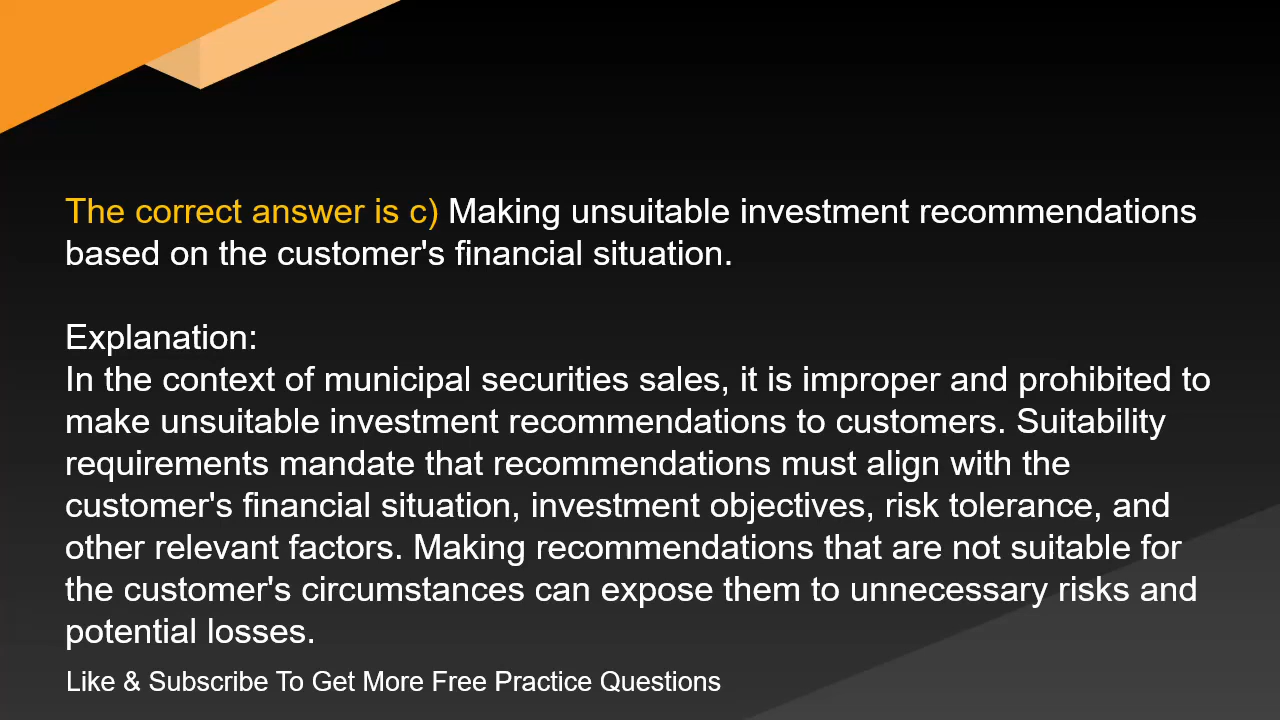 The correct answer is c) Making unsuitable investment recommendations
based on the customer's financial situation.
Explanation:
In the context of municipal securities sales, it is improper and prohibited to
make unsuitable investment recommendations to customers. Suitability
requirements mandate that recommendations must align with the
customer's financial situation, investment objectives, risk tolerance, and
other relevant factors. Making recommendations that are not suitable for
the customer's circumstances can expose them to unnecessary risks and
potential losses.
Like & Subscribe To Get More Free Practice Questions